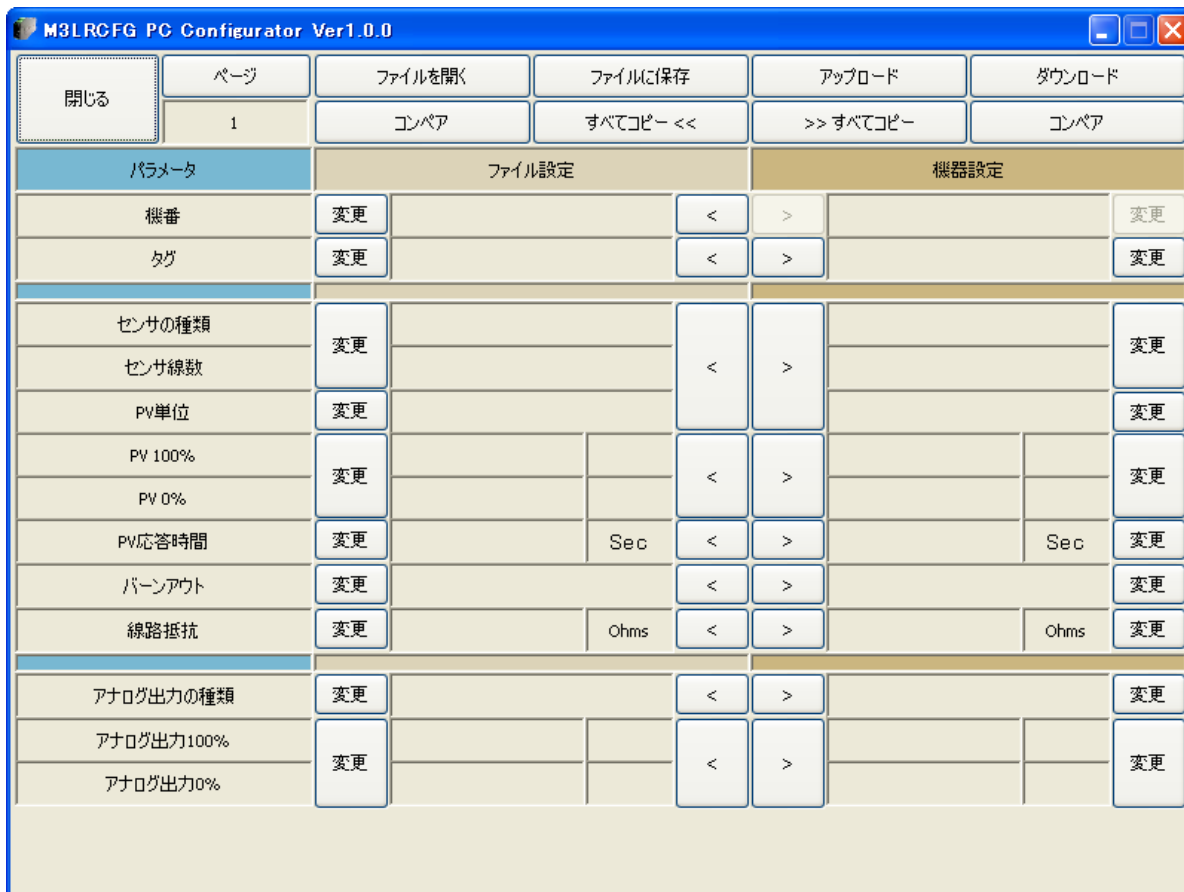 M3LRCFG PC Configurator Ver1.0.0
閉じる
ページ
ファイルを開く
ファイルに保存
アップロード
ダウンロード
1
コンペア
すべてコピー <<
>> すべてコピー
コンペア
パラメータ
ファイル設定
機器設定
機番 変更 < > 変更
タグ 変更 < > 変更
センサの種類
変更 < > 変更
センサ線数
PV単位 変更 変更
PV 100%
変更 < > 変更
PV 0%
PV応答時間 変更 Sec < > Sec 変更
バーンアウト 変更 < > 変更
線路抵抗 変更 Ohms < > Ohms 変更
アナログ出力の種類 変更 < > 変更
アナログ出力100%
変更 < > 変更
アナログ出力0%